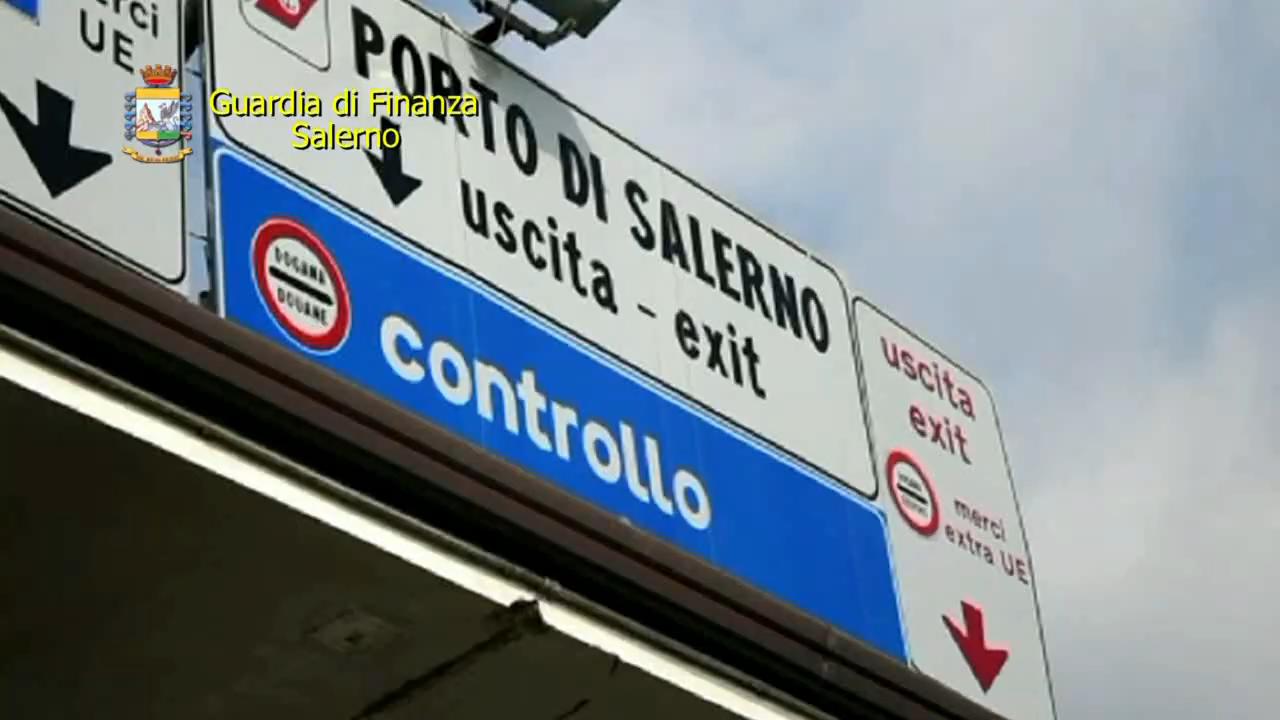 merci
UE
Guardia di Finanza
Salerno
PORTO DI SALERNO
uscita - exit
DOGANA
DOUANE
controllo
uscita
exit
merci
extra UE